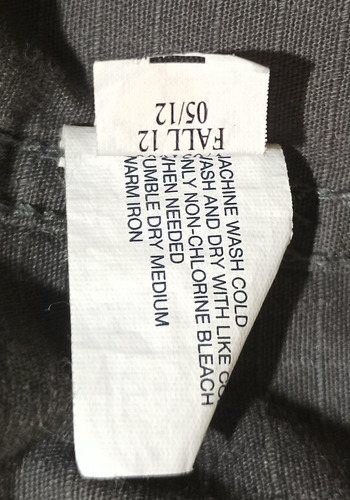 FALL 12
05/12
MACHINE WASH COLD
WASH AND DRY WITH LIKE
ONLY NON-CHLORINE BLEACH
WHEN NEEDED
TUMBLE DRY MEDIUM
WARM IRON